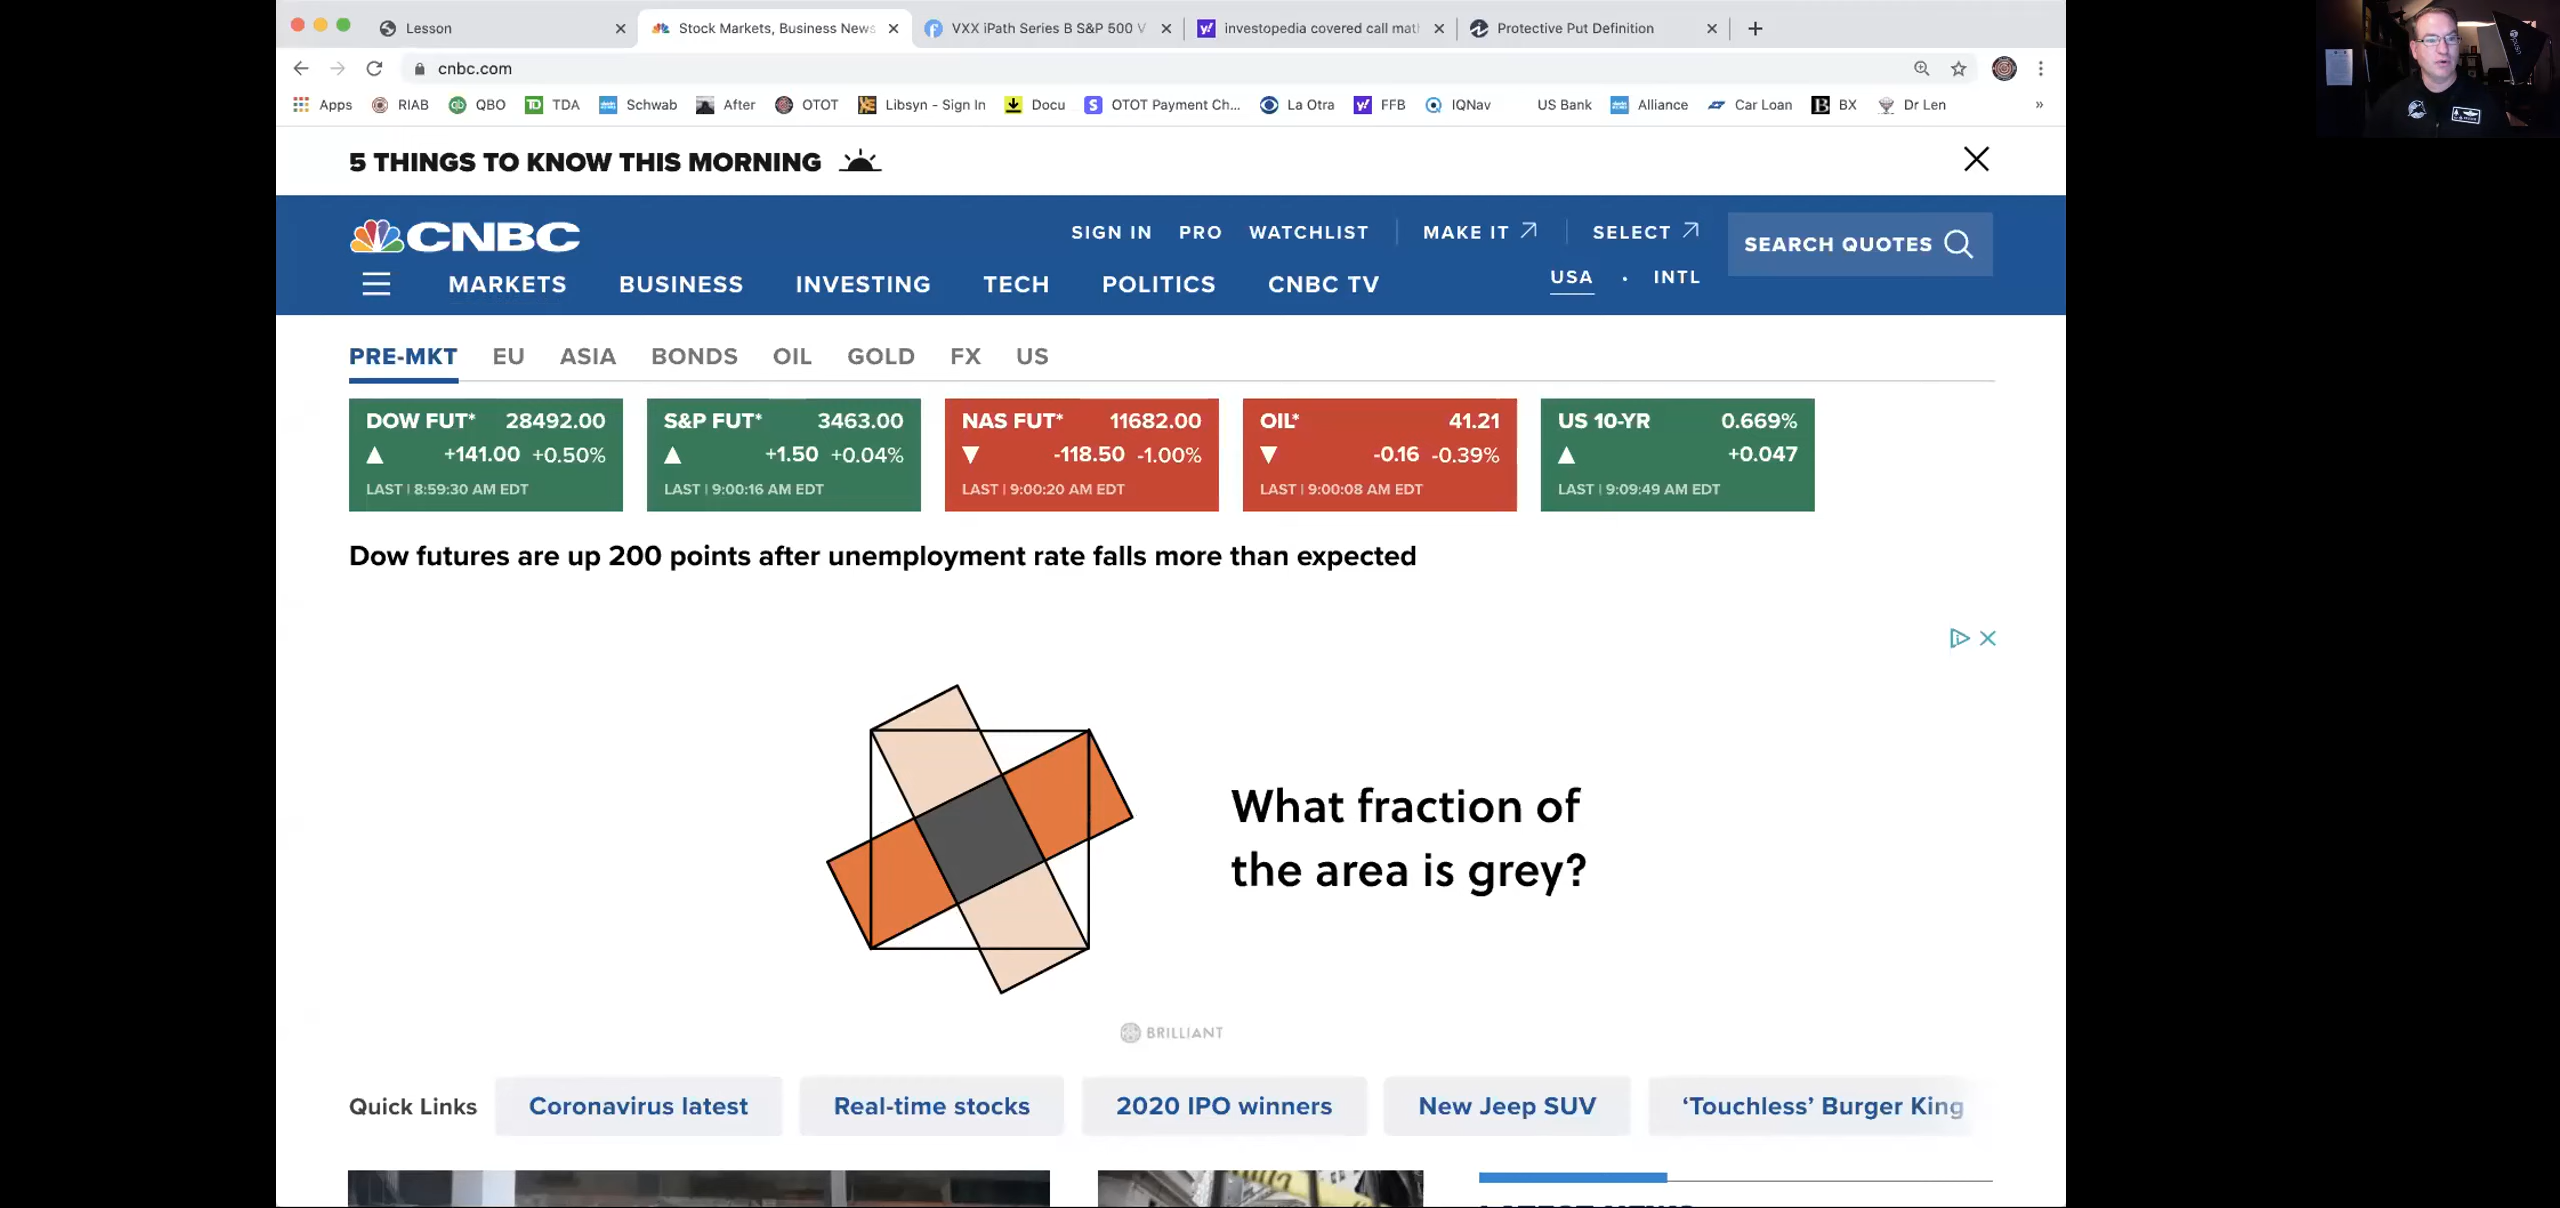 Lesson
Stock Markets, Business News
VXX iPath Series B S&P 500 V
investopedia covered call mat
Protective Put Definition
cnbc.com
Apps RIAB QBO TDA Schwab After OTOT Libsyn - Sign In Docu OTOT Payment Ch... La Otra FFB IQNav US Bank Alliance Car Loan BX Dr Len »
5 THINGS TO KNOW THIS MORNING
CNBC
SIGN IN PRO WATCHLIST MAKE IT SELECT
SEARCH QUOTES
MARKETS BUSINESS INVESTING TECH POLITICS CNBC TV
USA · INTL
PRE-MKT EU ASIA BONDS OIL GOLD FX US
DOW FUT* 28492.00
+141.00 +0.50%
LAST | 8:59:30 AM EDT
S&P FUT* 3463.00
+1.50 +0.04%
LAST | 9:00:16 AM EDT
NAS FUT* 11682.00
-118.50 -1.00%
LAST | 9:00:20 AM EDT
OIL* 41.21
-0.16 -0.39%
LAST | 9:00:08 AM EDT
US 10-YR 0.669%
+0.047
LAST | 9:09:49 AM EDT
Dow futures are up 200 points after unemployment rate falls more than expected
What fraction of
the area is grey?
BRILLIANT
Quick Links
Coronavirus latest
Real-time stocks
2020 IPO winners
New Jeep SUV
‘Touchless’ Burger King
LATEST NEWS